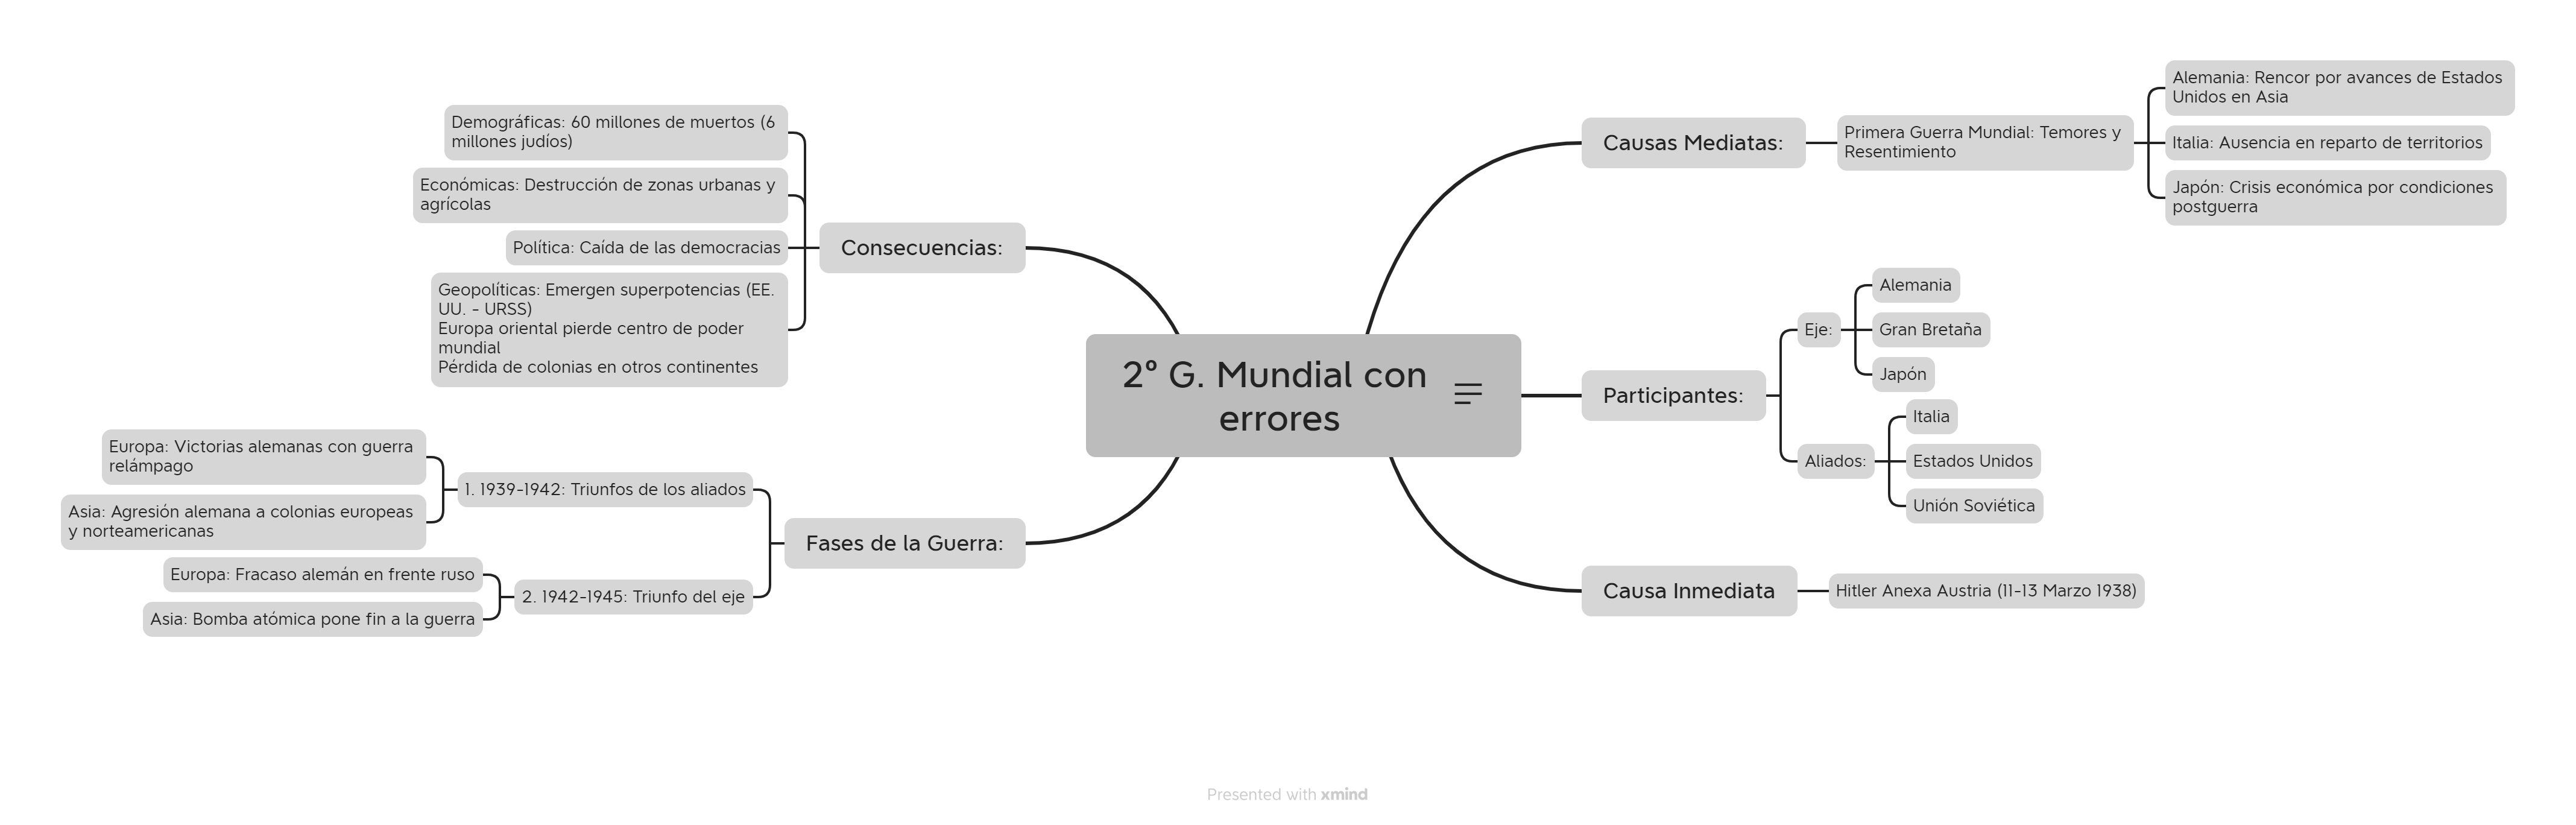 2° G. Mundial con
errores
Causas Mediatas:
Primera Guerra Mundial: Temores y
Resentimiento
Alemania: Rencor por avances de Estados
Unidos en Asia
Italia: Ausencia en reparto de territorios
Japón: Crisis económica por condiciones
postguerra
Participantes:
Eje:
Alemania
Gran Bretaña
Japón
Aliados:
Italia
Estados Unidos
Unión Soviética
Causa Inmediata
Hitler Anexa Austria (11-13 Marzo 1938)
Consecuencias:
Demográficas: 60 millones de muertos (6
millones judíos)
Económicas: Destrucción de zonas urbanas y
agrícolas
Política: Caída de las democracias
Geopolíticas: Emergen superpotencias (EE.
UU. - URSS)
Europa oriental pierde centro de poder
mundial
Pérdida de colonias en otros continentes
Fases de la Guerra:
1. 1939-1942: Triunfos de los aliados
Europa: Victorias alemanas con guerra
relámpago
Asia: Agresión alemana a colonias europeas
y norteamericanas
2. 1942-1945: Triunfo del eje
Europa: Fracaso alemán en frente ruso
Asia: Bomba atómica pone fin a la guerra
Presented with xmind